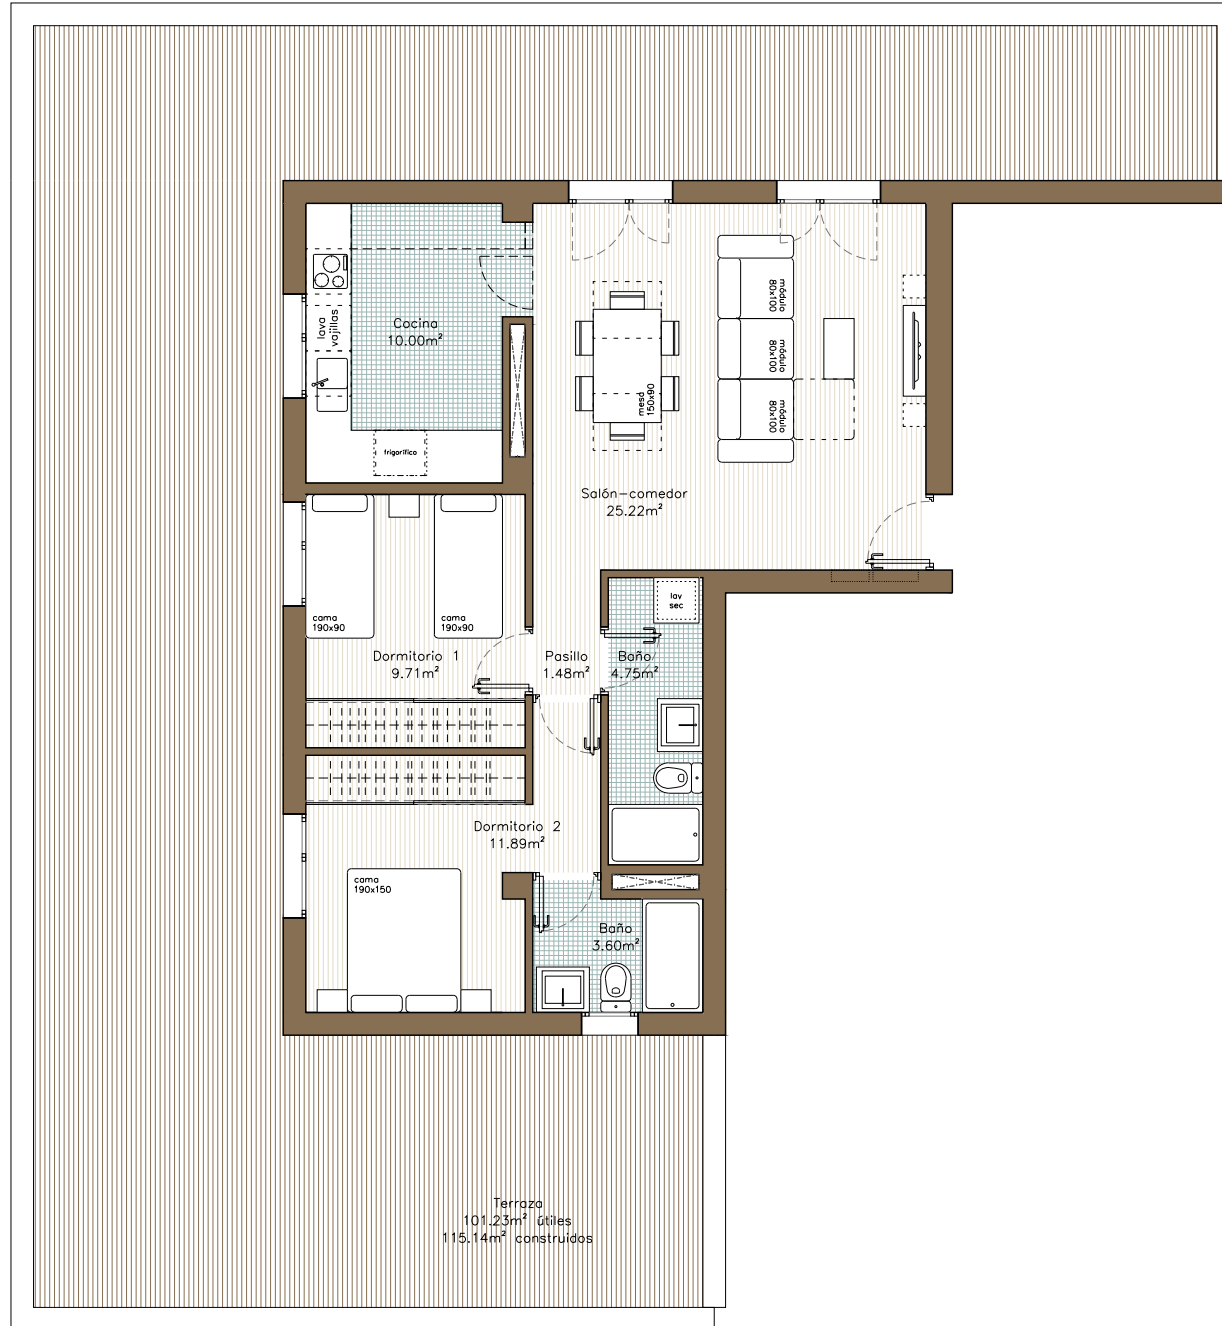 módulo
80x100
lava
vajillas
Cocina
10.00m²
módulo
80x100
mesa
150x90
módulo
80x100
frigorífico
Salón-comedor
25.22m²
lav
sec
cama
190x90
cama
190x90
Dormitorio 1
9.71m²
Pasillo
1.48m²
Baño
4.75m²
Dormitorio 2
11.89m²
cama
190x150
Baño
3.60m²
Terraza
101.23m² útiles
115.14m² construidos